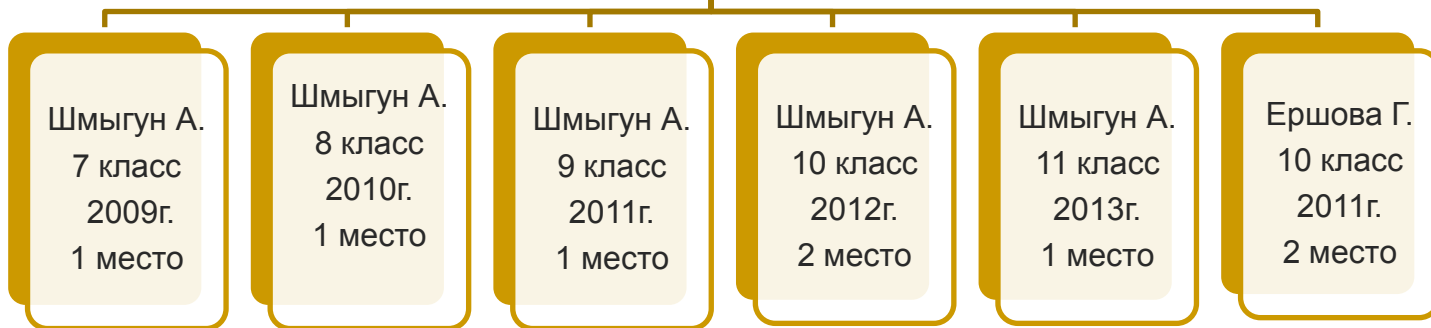 Шмыгун А.
7 класс
2009г.
1 место
Шмыгун А.
8 класс
2010г.
1 место
Шмыгун А.
9 класс
2011г.
1 место
Шмыгун А.
10 класс
2012г.
2 место
Шмыгун А.
11 класс
2013г.
1 место
Ершова Г.
10 класс
2011г.
2 место